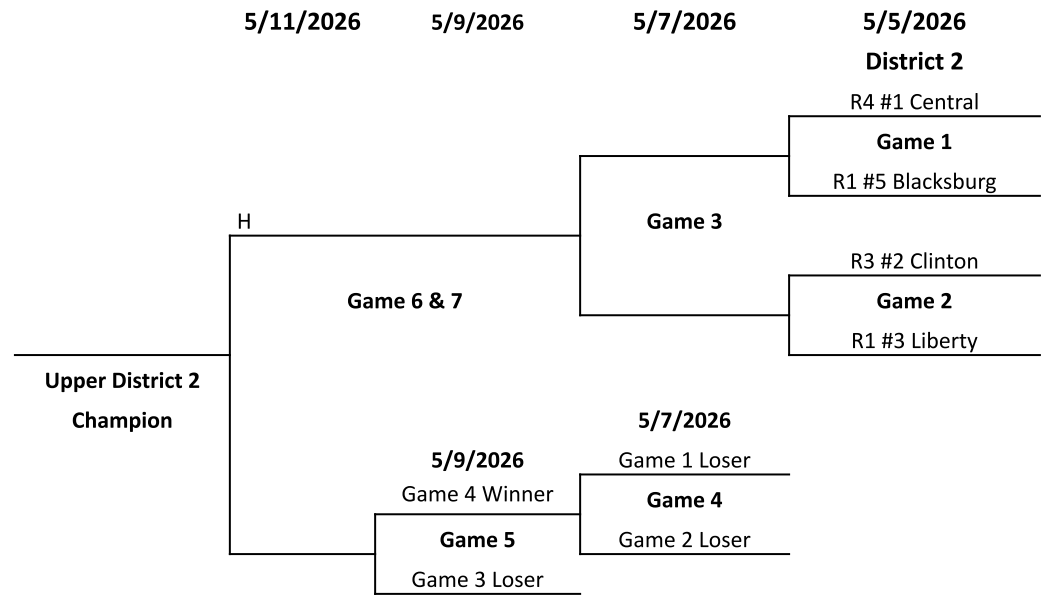 5/11/2026 5/9/2026 5/7/2026 5/5/2026
District 2
R4 #1 Central
Game 1
R1 #5 Blacksburg
H
Game 3
R3 #2 Clinton
Game 6 & 7
Game 2
R1 #3 Liberty
Upper District 2
Champion
5/7/2026
5/9/2026
Game 1 Loser
Game 4 Winner
Game 4
Game 5
Game 2 Loser
Game 3 Loser